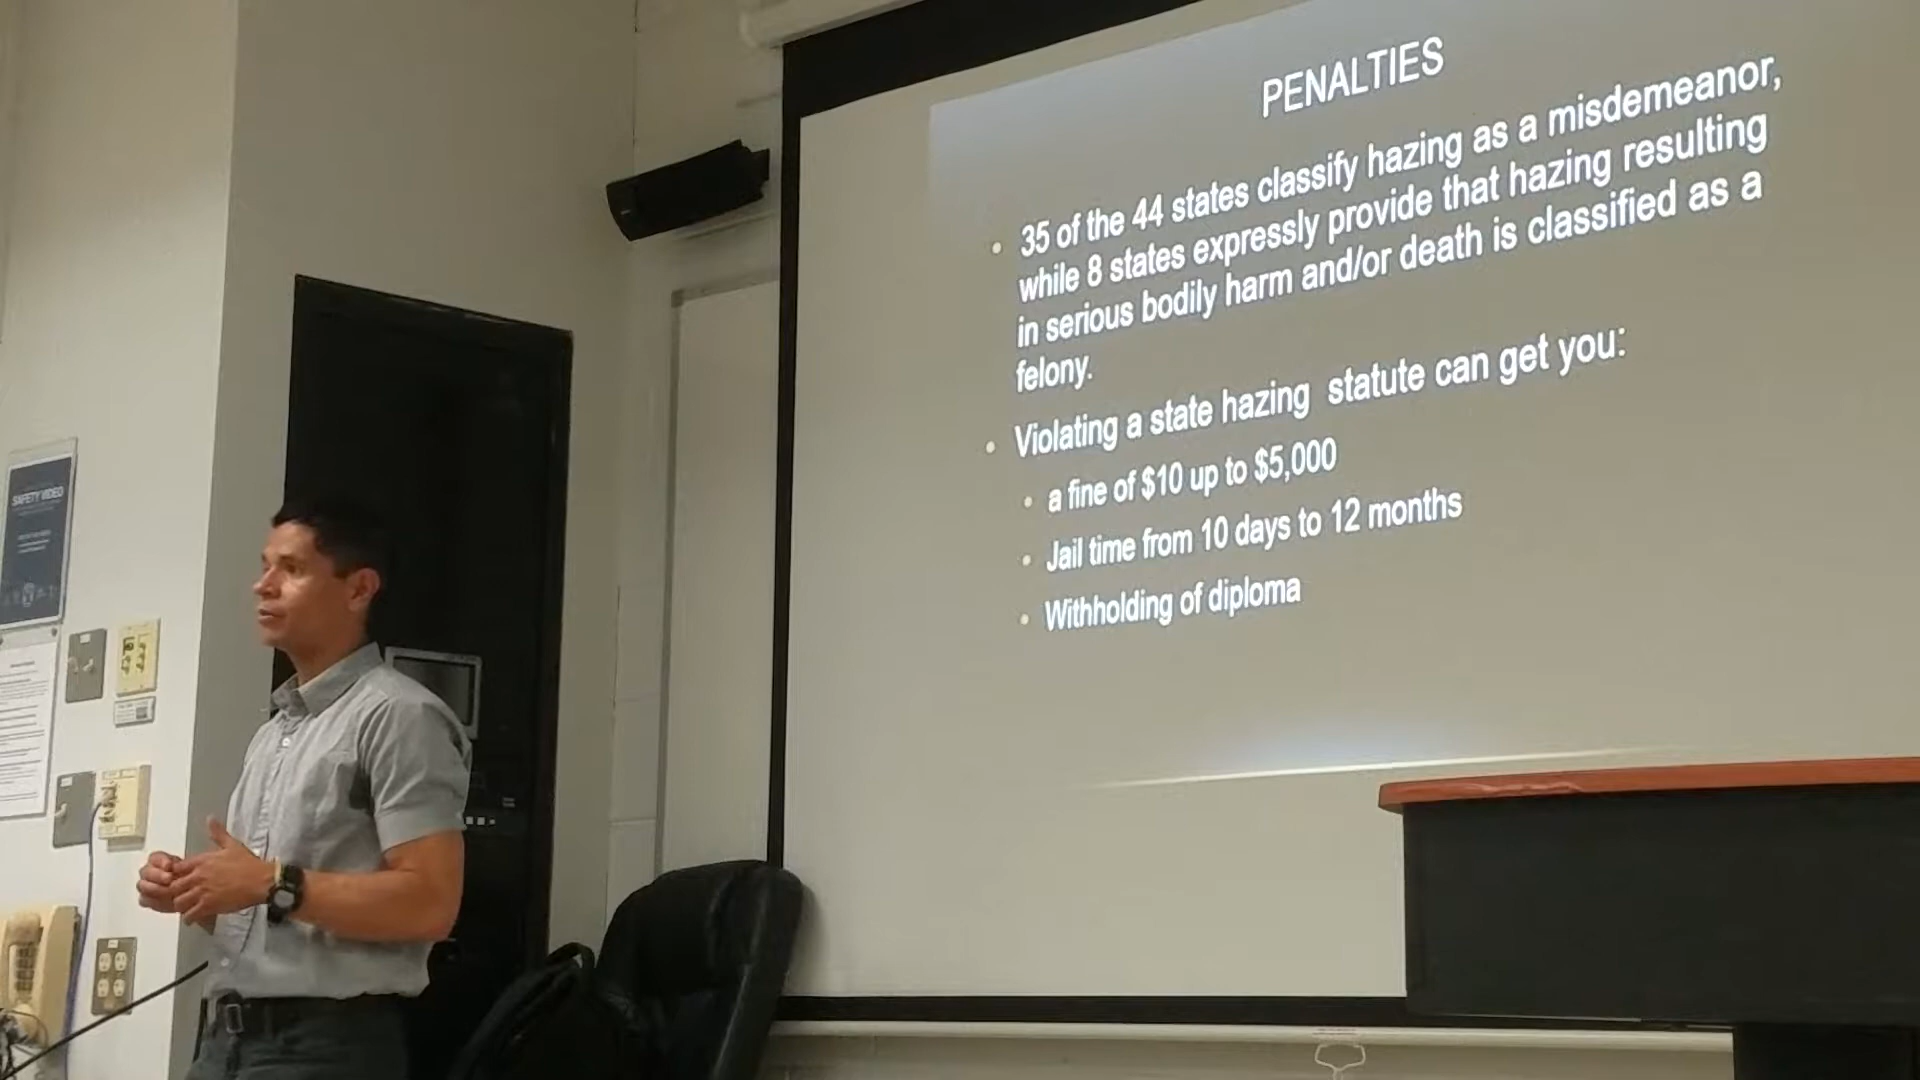 PENALTIES
• 35 of the 44 states classify hazing as a misdemeanor,
while 8 states expressly provide that hazing resulting
in serious bodily harm and/or death is classified as a
felony.
• Violating a state hazing statute can get you:
• a fine of $10 up to $5,000
• Jail time from 10 days to 12 months
• Withholding of diploma
SAFETY VIDEO